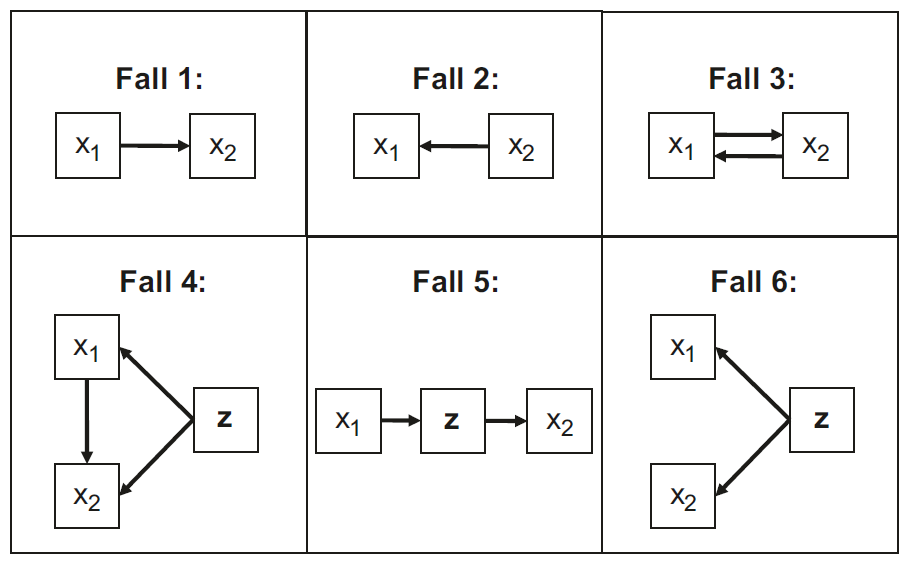 Fall 1:
x₁ x₂
Fall 2:
x₁ x₂
Fall 3:
x₁ x₂
Fall 4:
x₁
z
x₂
Fall 5:
x₁ z x₂
Fall 6:
x₁
z
x₂